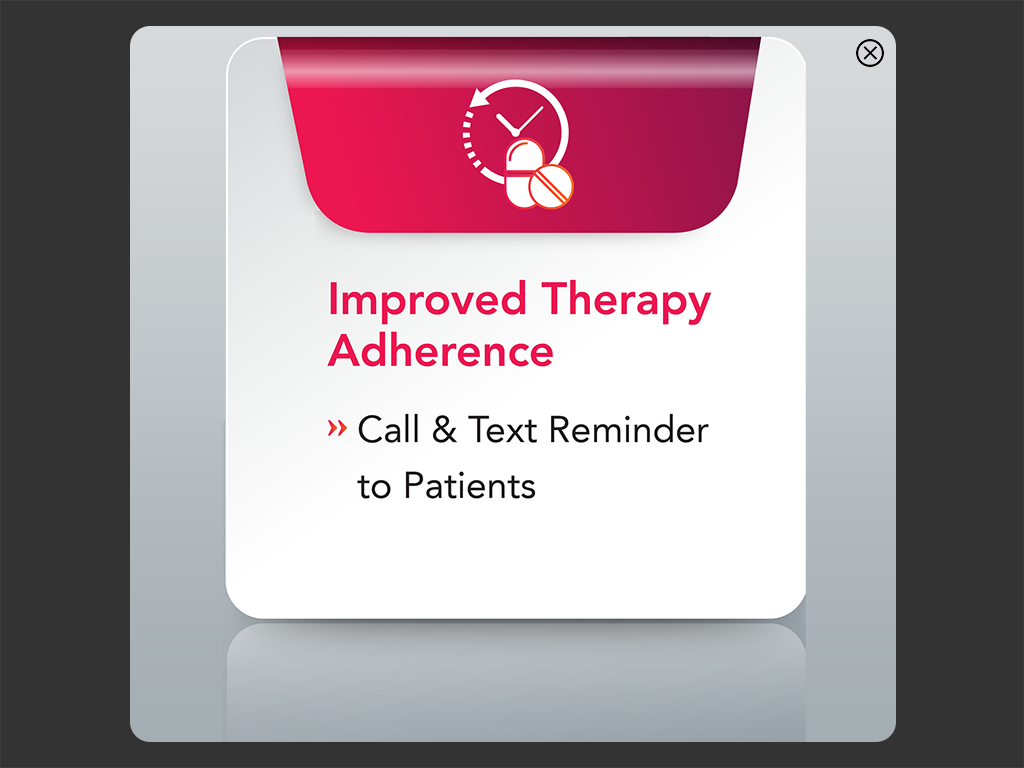 Improved Therapy
Adherence
» Call & Text Reminder
to Patients